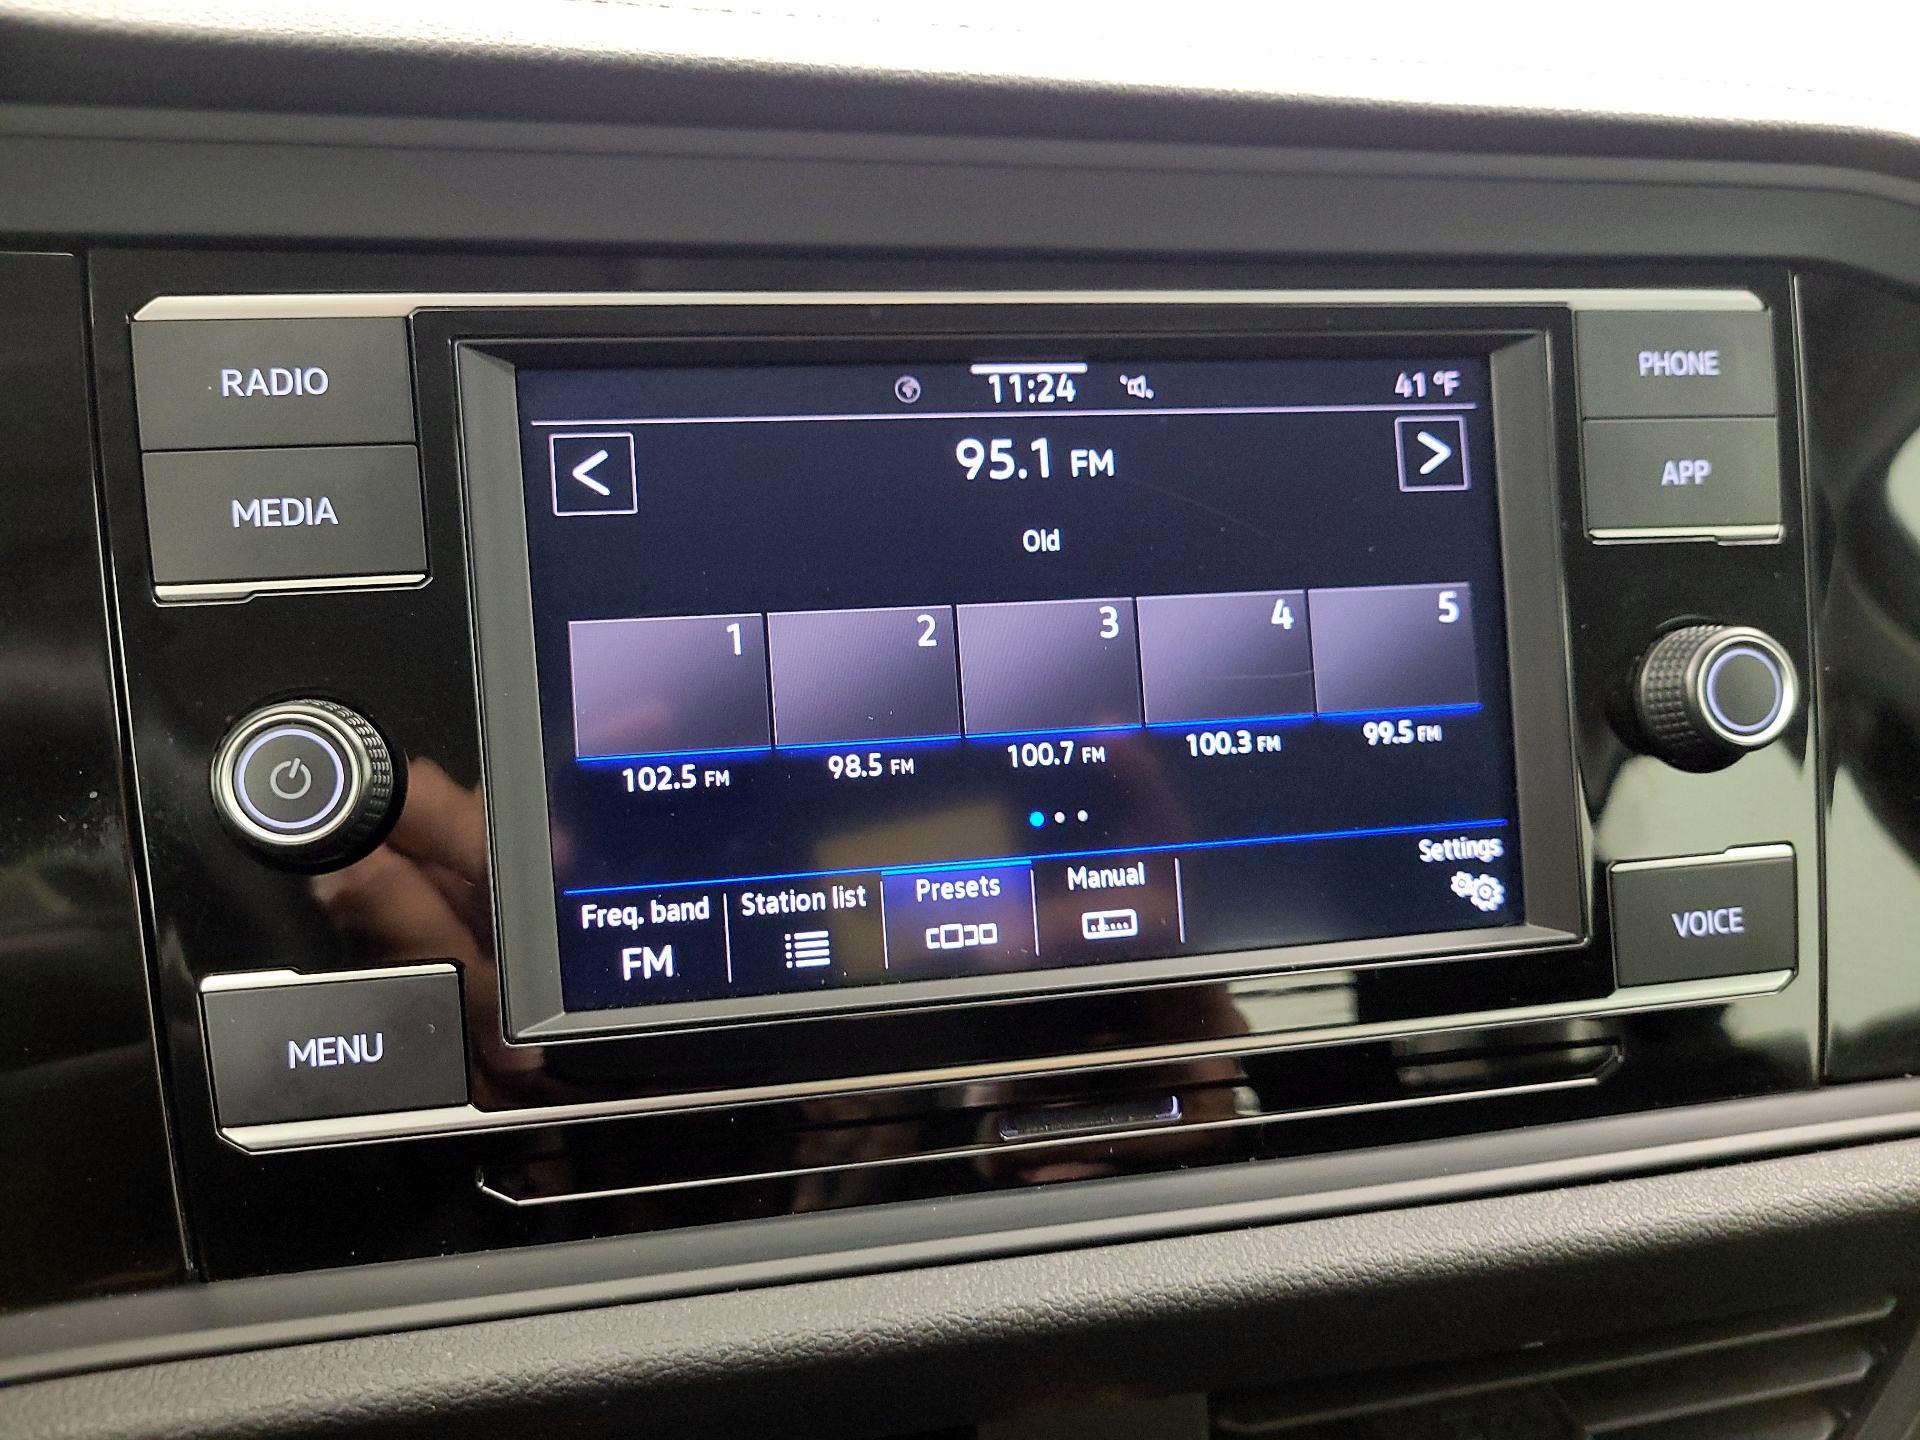 RADIO
MEDIA
MENU
11:24
41 °F
<
95.1 FM
>
Old
1
2
3
4
5
102.5 FM
98.5 FM
100.7 FM
100.3 FM
99.5 FM
Freq. band
FM
Station list
Presets
Manual
Settings
PHONE
APP
VOICE